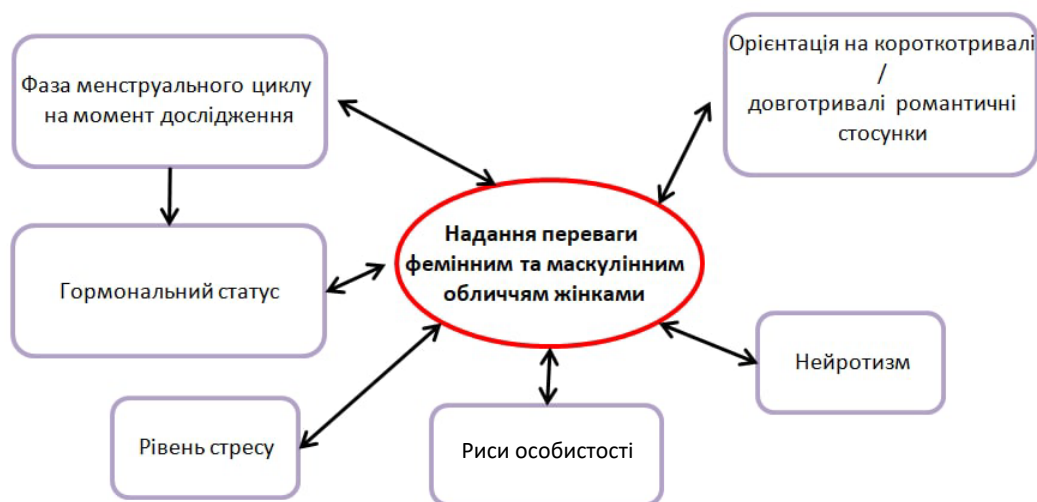 Фаза менструального циклу
на момент дослідження
Орієнтація на короткотривалі
/
довготривалі романтичні
стосунки
Надання переваги
фемінним та маскулінним
обличчям жінками
Гормональний статус
Нейротизм
Рівень стресу
Риси особистості